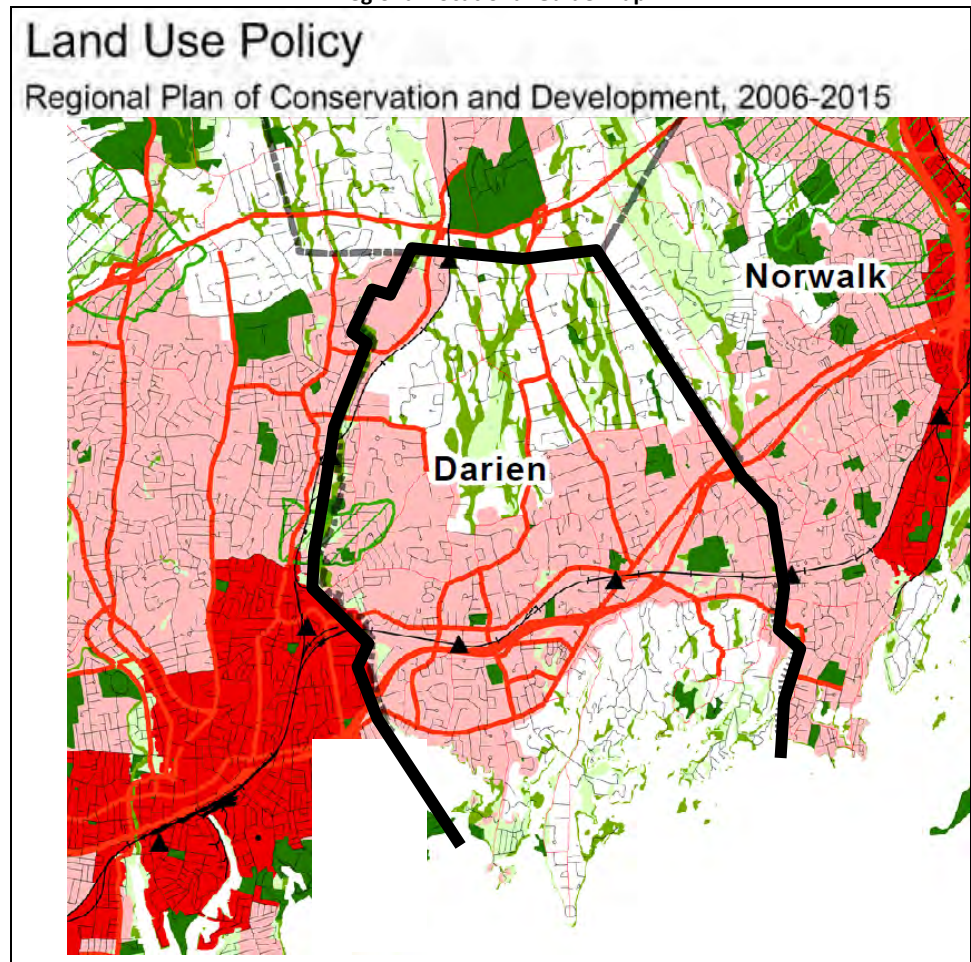 Land Use Policy
Regional Plan of Conservation and Development, 2006-2015
Norwalk
Darien